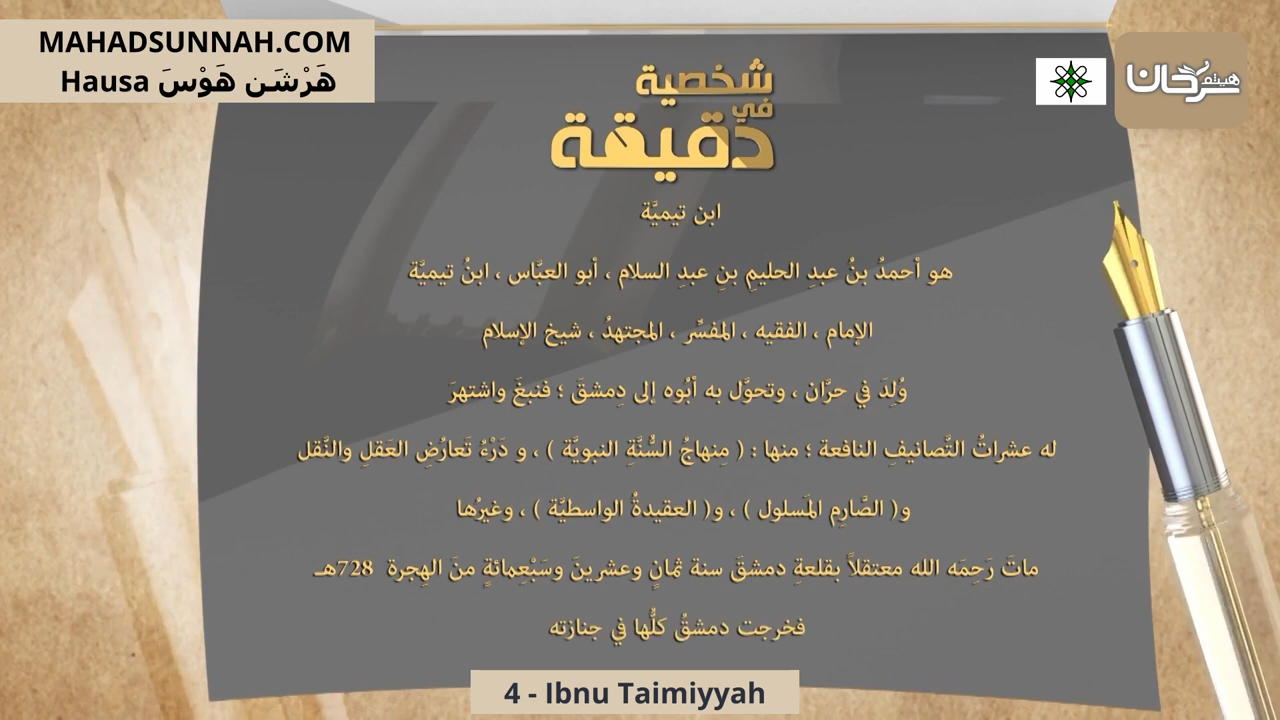 MAHADSUNNAH.COM
Hausa هَرْشَن هَوْسَ
هيثم
سرحان
شخصية
في
دقيقة
ابن تيميَّة
هو أحمدُ بنُ عبدِ الحليمِ بنِ عبدِ السلام ، أبو العبَّاس ، ابنُ تيميَّة
الإمام ، الفقيه ، المفسِّر ، المجتهدُ ، شيخ الإسلام
وُلِدَ في حرَّان ، وتحوَّل به أبُوه إلى دِمشقَ ؛ فنبغَ واشتهرَ
له عشراتُ التَّصانيفِ النافعة ؛ منها : ( مِنهاجُ السُّنَّةِ النبويَّة ) ، و دَرْءُ تَعارُضِ العَقلِ والنَّقل
و( الصَّارِم المَسلول ) ، و( العقيدةُ الواسطيَّة ) ، وغيرُها
ماتَ رَحِمَه الله معتقلاً بقلعةِ دمشقَ سنة ثمانٍ وعشرينَ وسَبْعِمائةٍ منَ الهِجرة 728هـ
فخرجت دمشقُ كلُّها في جنازته
4 - Ibnu Taimiyyah